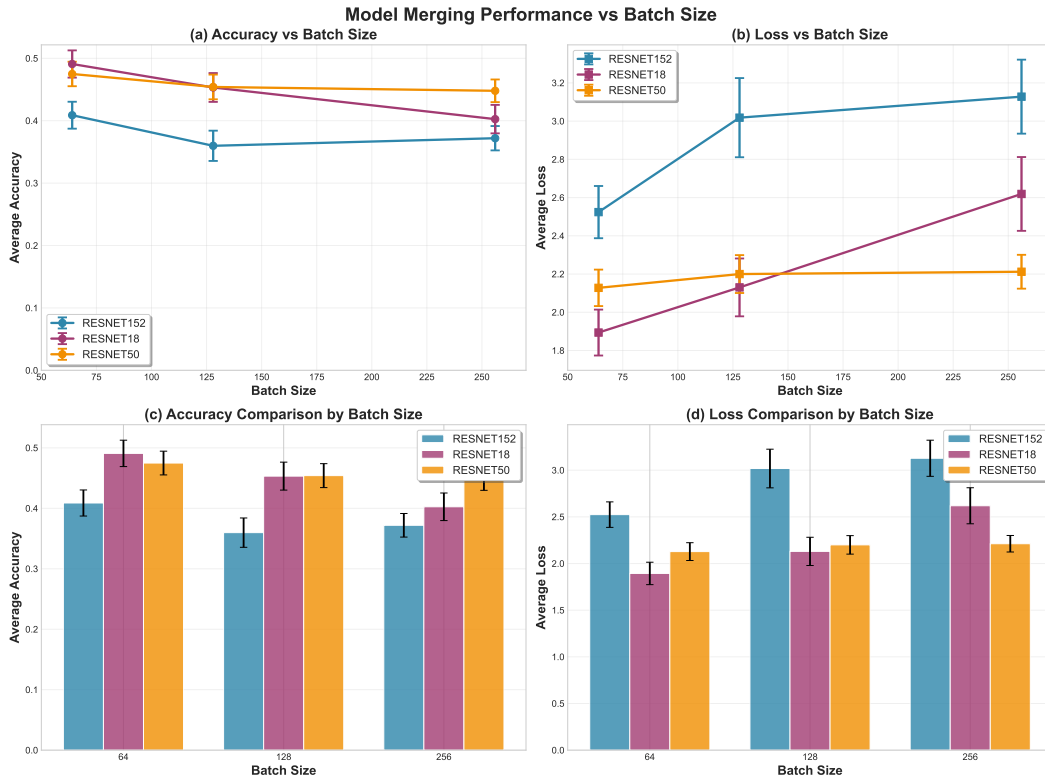 Model Merging Performance vs Batch Size
(a) Accuracy vs Batch Size
0.5
0.4
0.3
0.2
0.1
0.0
Average Accuracy
RESNET152
RESNET18
RESNET50
50 75 100 125 150 175 200 225 250
Batch Size
(b) Loss vs Batch Size
RESNET152
RESNET18
RESNET50
3.2
3.0
2.8
2.6
2.4
2.2
2.0
1.8
Average Loss
50 75 100 125 150 175 200 225 250
Batch Size
(c) Accuracy Comparison by Batch Size
RESNET152
RESNET18
RESNET50
0.5
0.4
0.3
0.2
0.1
0.0
Average Accuracy
64 128 256
Batch Size
(d) Loss Comparison by Batch Size
RESNET152
RESNET18
RESNET50
3.0
2.5
2.0
1.5
1.0
0.5
0.0
Average Loss
64 128 256
Batch Size